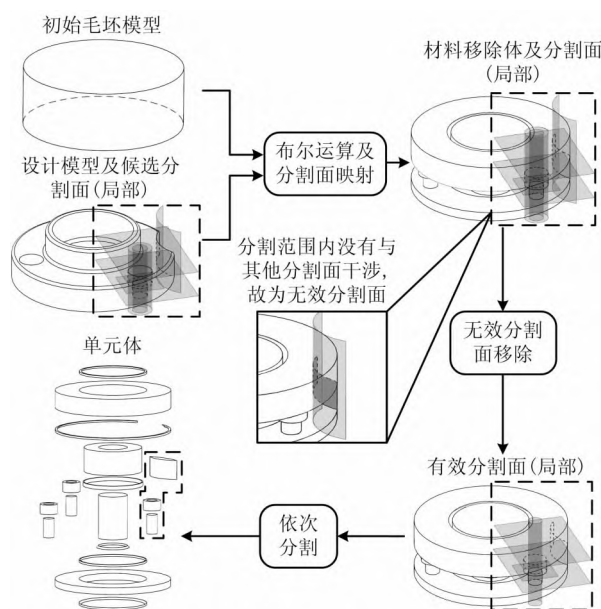 初始毛坯模型
材料移除体及分割面
(局部)
布尔运算及
分割面映射
设计模型及候选分
割面(局部)
分割范围内没有与
其他分割面干涉,
故为无效分割面
无效分割
面移除
单元体
有效分割面(局部)
依次
分割